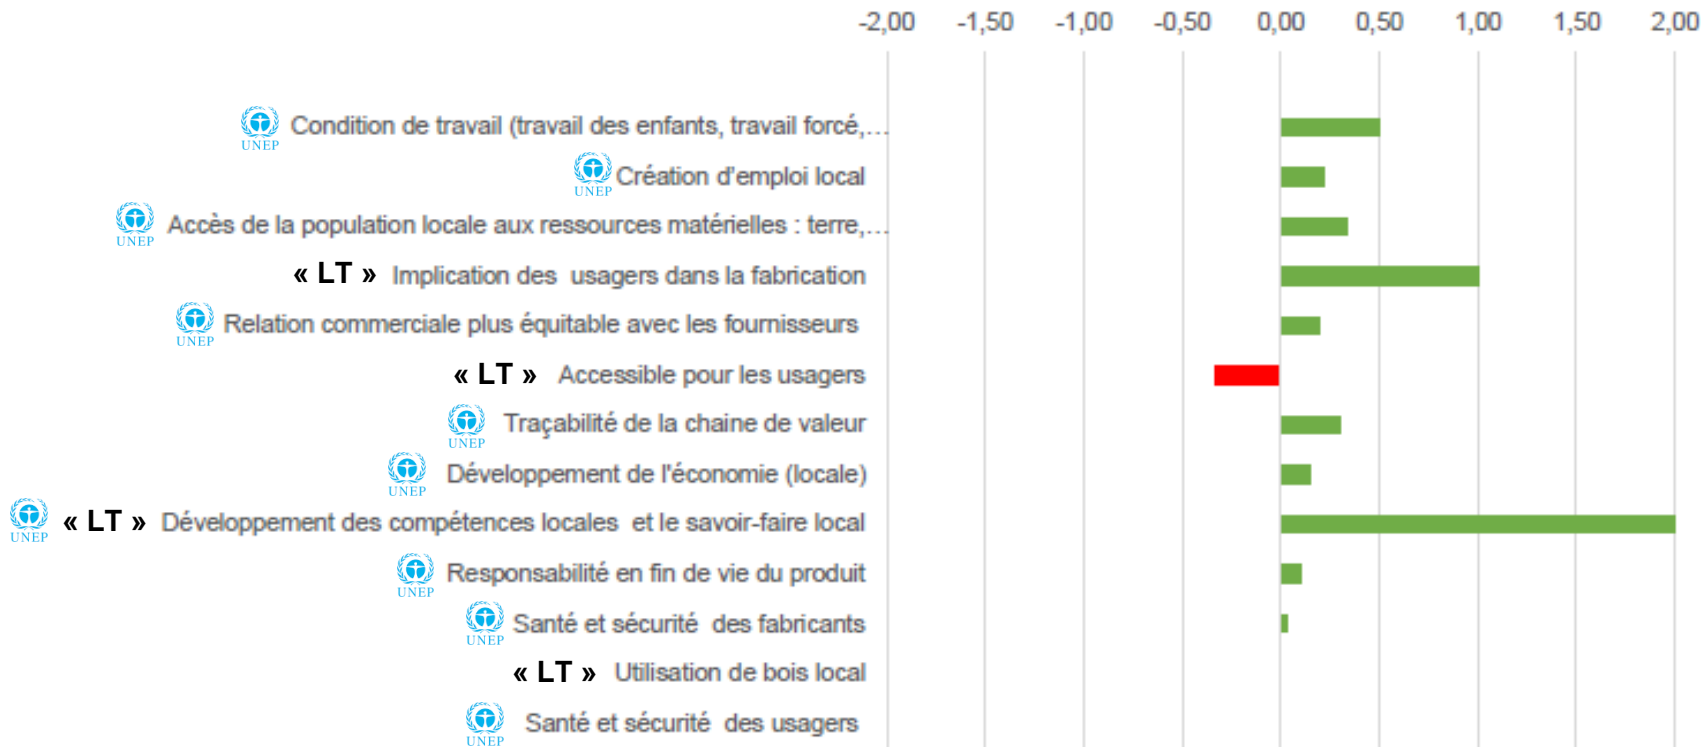 -2,00 -1,50 -1,00 -0,50 0,00 0,50 1,00 1,50 2,00
UNEP Condition de travail (travail des enfants, travail forcé,…
UNEP Création d'emploi local
UNEP Accès de la population locale aux ressources matérielles : terre,…
« LT » Implication des usagers dans la fabrication
UNEP Relation commerciale plus équitable avec les fournisseurs
« LT » Accessible pour les usagers
UNEP Traçabilité de la chaine de valeur
UNEP Développement de l'économie (locale)
UNEP « LT » Développement des compétences locales et le savoir-faire local
UNEP Responsabilité en fin de vie du produit
UNEP Santé et sécurité des fabricants
« LT » Utilisation de bois local
UNEP Santé et sécurité des usagers